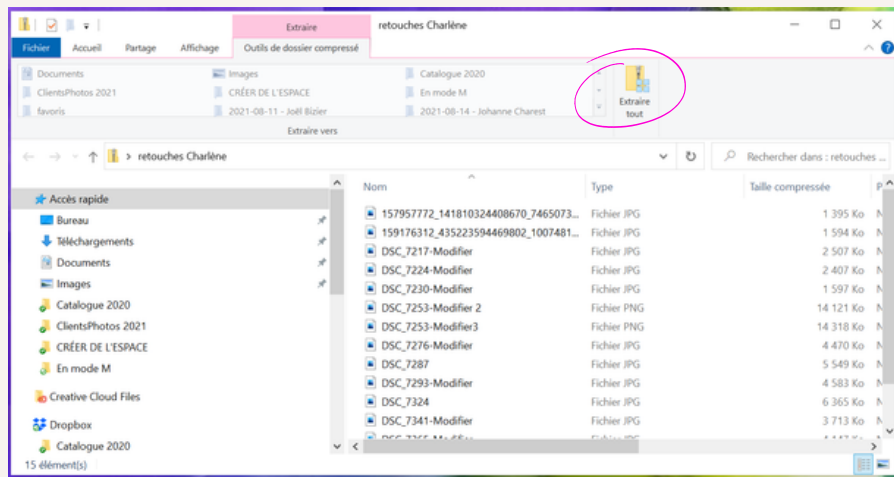 Extraire
retouches Charlène
Fichier
Accueil
Partage
Affichage
Outils de dossier compressé
Documents
Images
Catalogue 2020
ClientsPhotos 2021
CRÉER DE L'ESPACE
En mode M
favoris
2021-08-11 - Joël Bizier
2021-08-14 - Johanne Charest
Extraire
tout
Extraire vers
> retouches Charlène
Rechercher dans : retouches ...
Accès rapide
Bureau
Téléchargements
Documents
Images
Catalogue 2020
ClientsPhotos 2021
CRÉER DE L'ESPACE
En mode M
Creative Cloud Files
Dropbox
Catalogue 2020
Nom Type Taille compressée P
157957772_141810324408670_7465073... Fichier JPG 1 395 Ko N
159176312_435223594469802_1007481... Fichier JPG 1 594 Ko N
DSC_7217-Modifier Fichier JPG 2 507 Ko N
DSC_7224-Modifier Fichier JPG 2 407 Ko N
DSC_7230-Modifier Fichier JPG 1 597 Ko N
DSC_7253-Modifier 2 Fichier PNG 14 121 Ko N
DSC_7253-Modifier3 Fichier PNG 14 318 Ko N
DSC_7276-Modifier Fichier JPG 4 470 Ko N
DSC_7287 Fichier JPG 5 549 Ko N
DSC_7293-Modifier Fichier JPG 4 583 Ko N
DSC_7324 Fichier JPG 6 365 Ko N
DSC_7341-Modifier Fichier JPG 3 713 Ko N
15 élément(s)